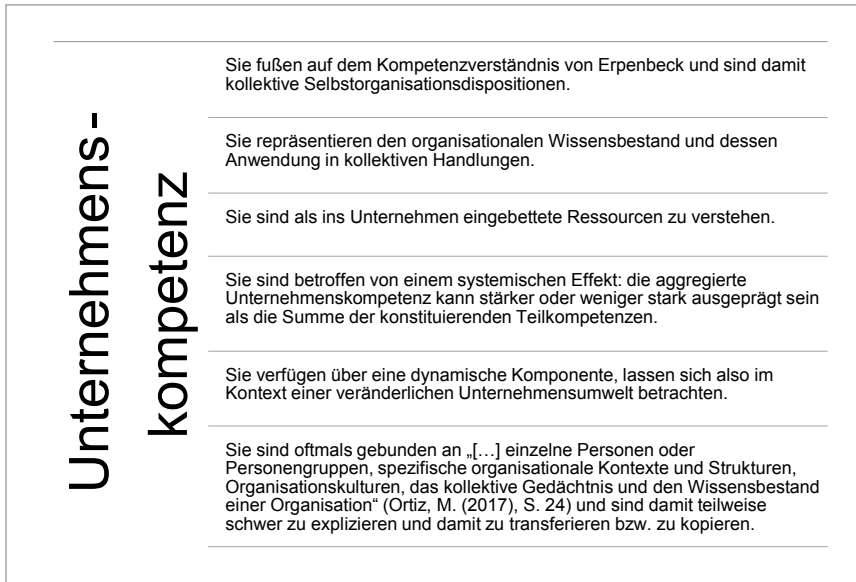 Unternehmens-
kompetenz
Sie fußen auf dem Kompetenzverständnis von Erpenbeck und sind damit
kollektive Selbstorganisationsdispositionen.
Sie repräsentieren den organisationalen Wissensbestand und dessen
Anwendung in kollektiven Handlungen.
Sie sind als ins Unternehmen eingebettete Ressourcen zu verstehen.
Sie sind betroffen von einem systemischen Effekt: die aggregierte
Unternehmenskompetenz kann stärker oder weniger stark ausgeprägt sein
als die Summe der konstituierenden Teilkompetenzen.
Sie verfügen über eine dynamische Komponente, lassen sich also im
Kontext einer veränderlichen Unternehmensumwelt betrachten.
Sie sind oftmals gebunden an „[…] einzelne Personen oder
Personengruppen, spezifische organisationale Kontexte und Strukturen,
Organisationskulturen, das kollektive Gedächtnis und den Wissensbestand
einer Organisation“ (Ortiz, M. (2017), S. 24) und sind damit teilweise
schwer zu explizieren und damit zu transferieren bzw. zu kopieren.